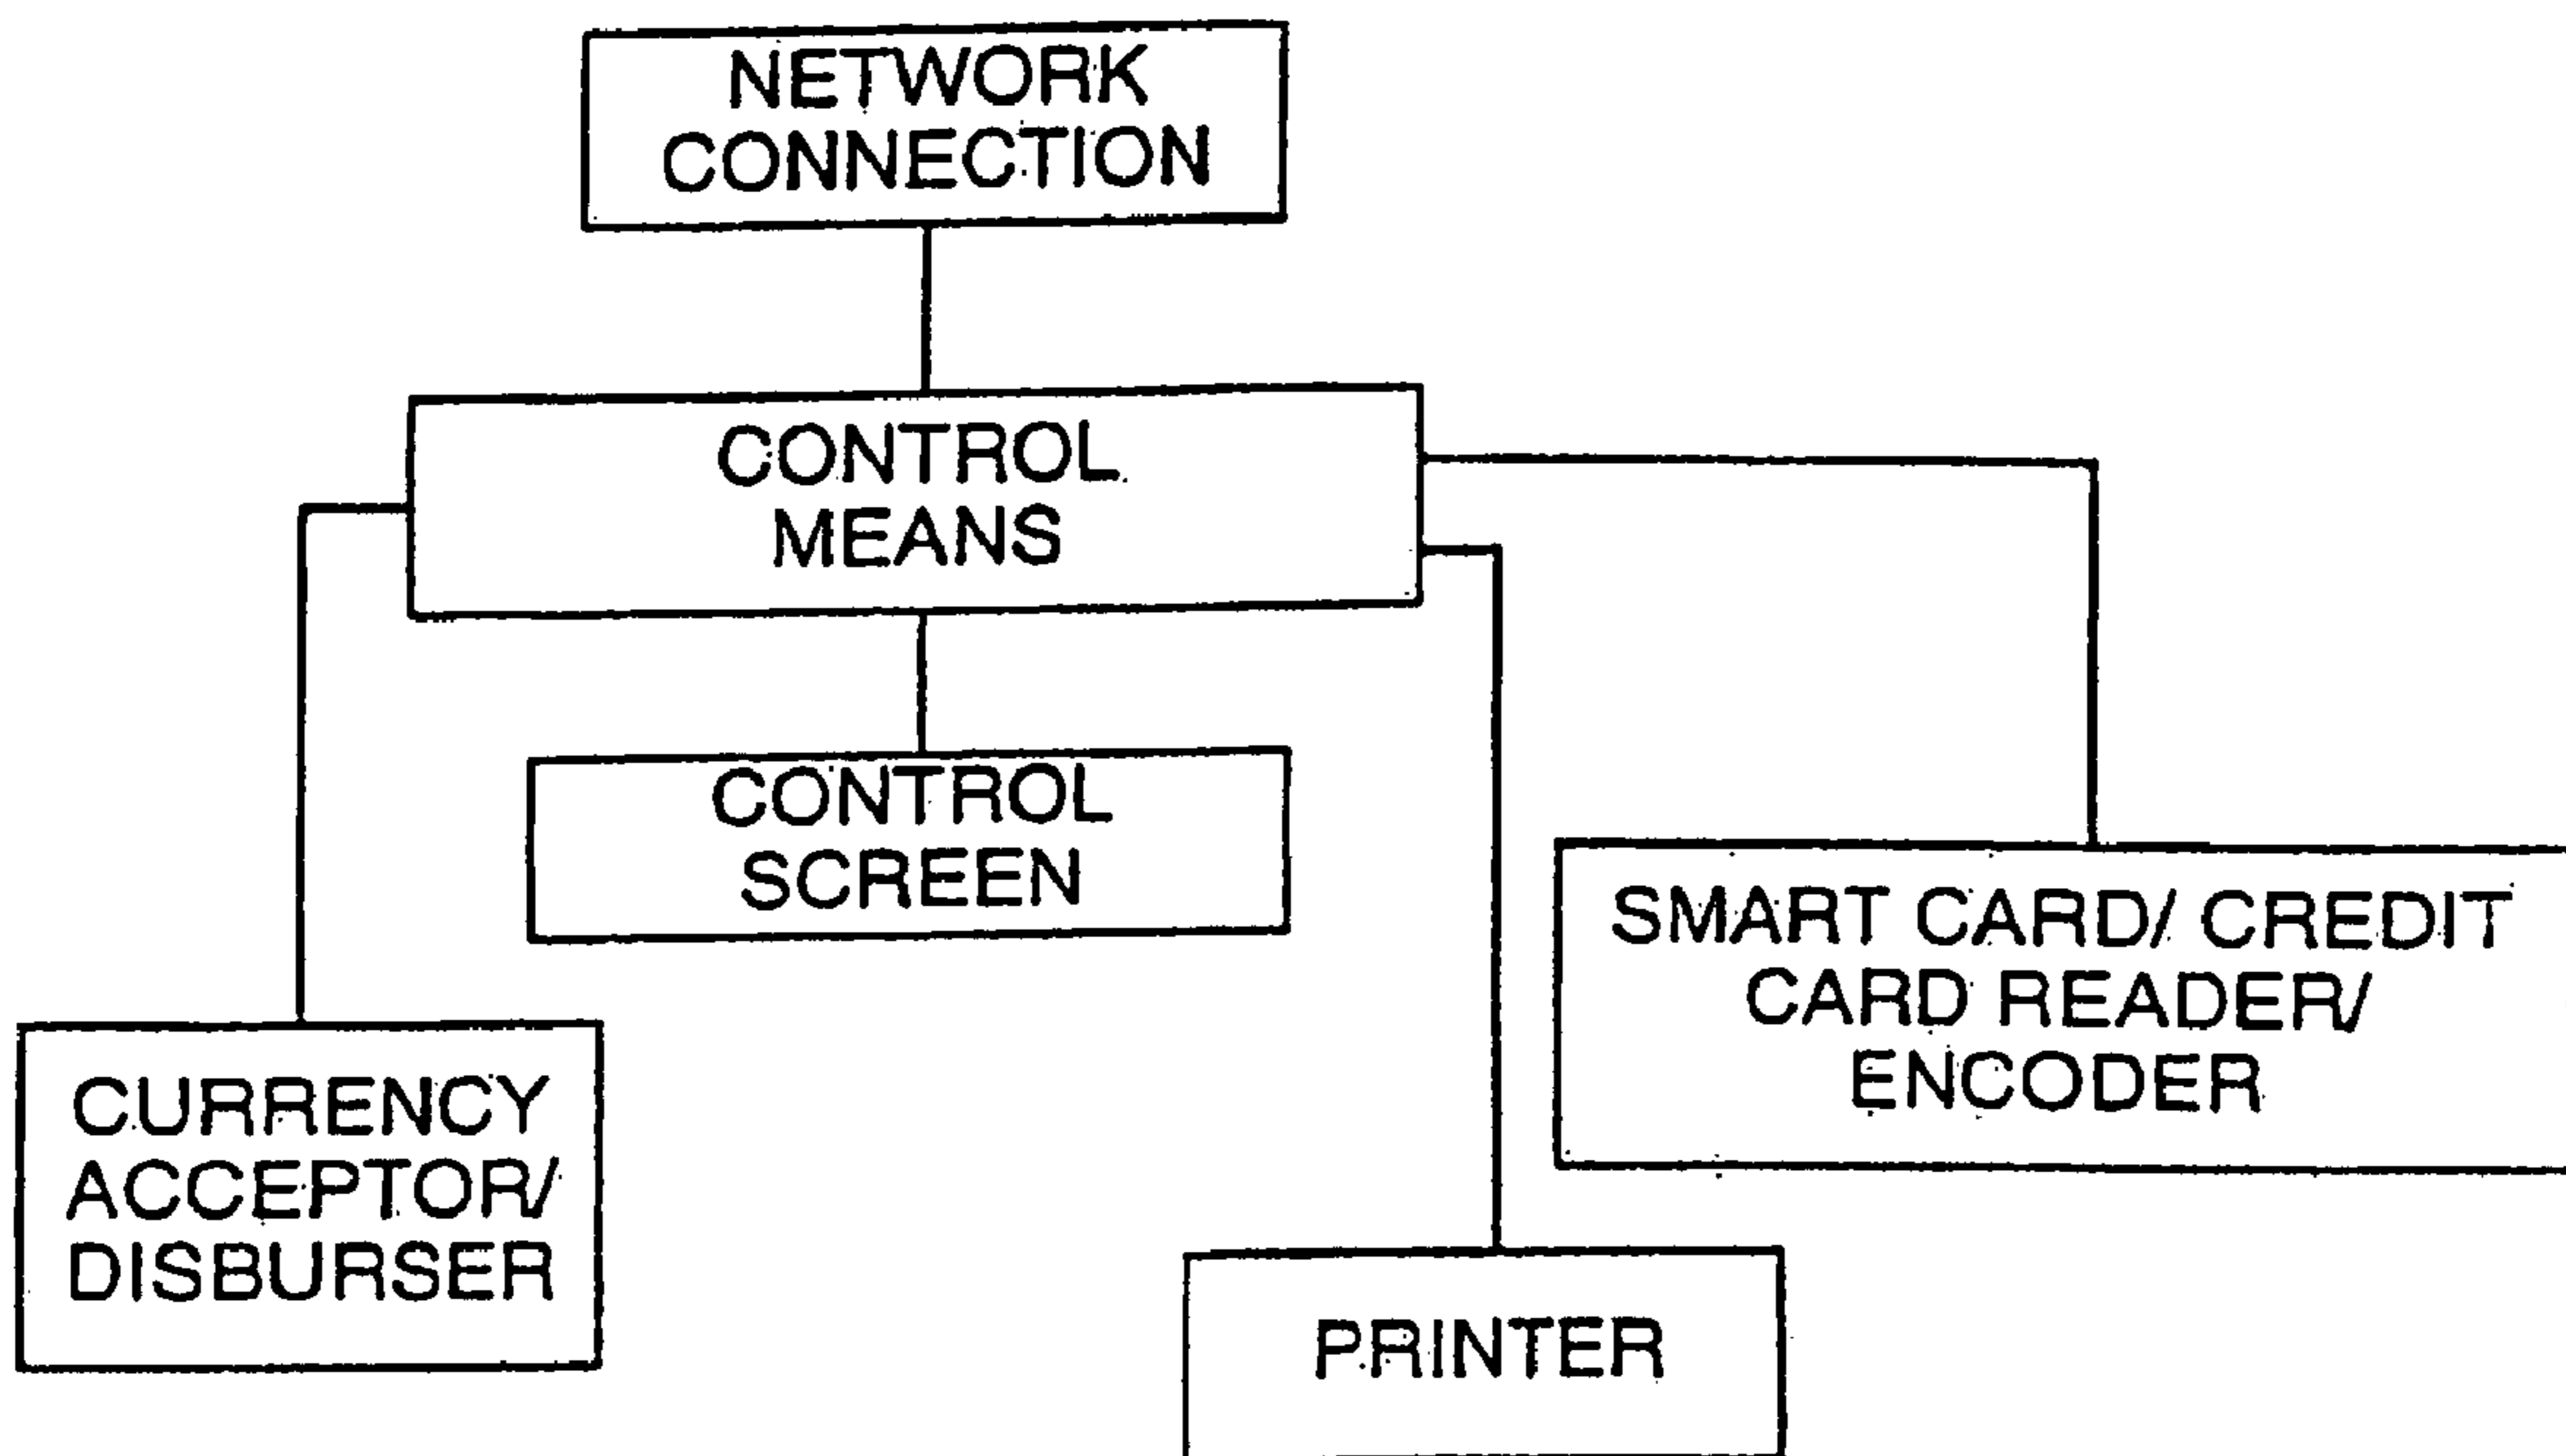 NETWORK
CONNECTION
CONTROL
MEANS
CONTROL
SCREEN
SMART CARD/ CREDIT
CARD READER/
ENCODER
CURRENCY
ACCEPTOR/
DISBURSER
PRINTER